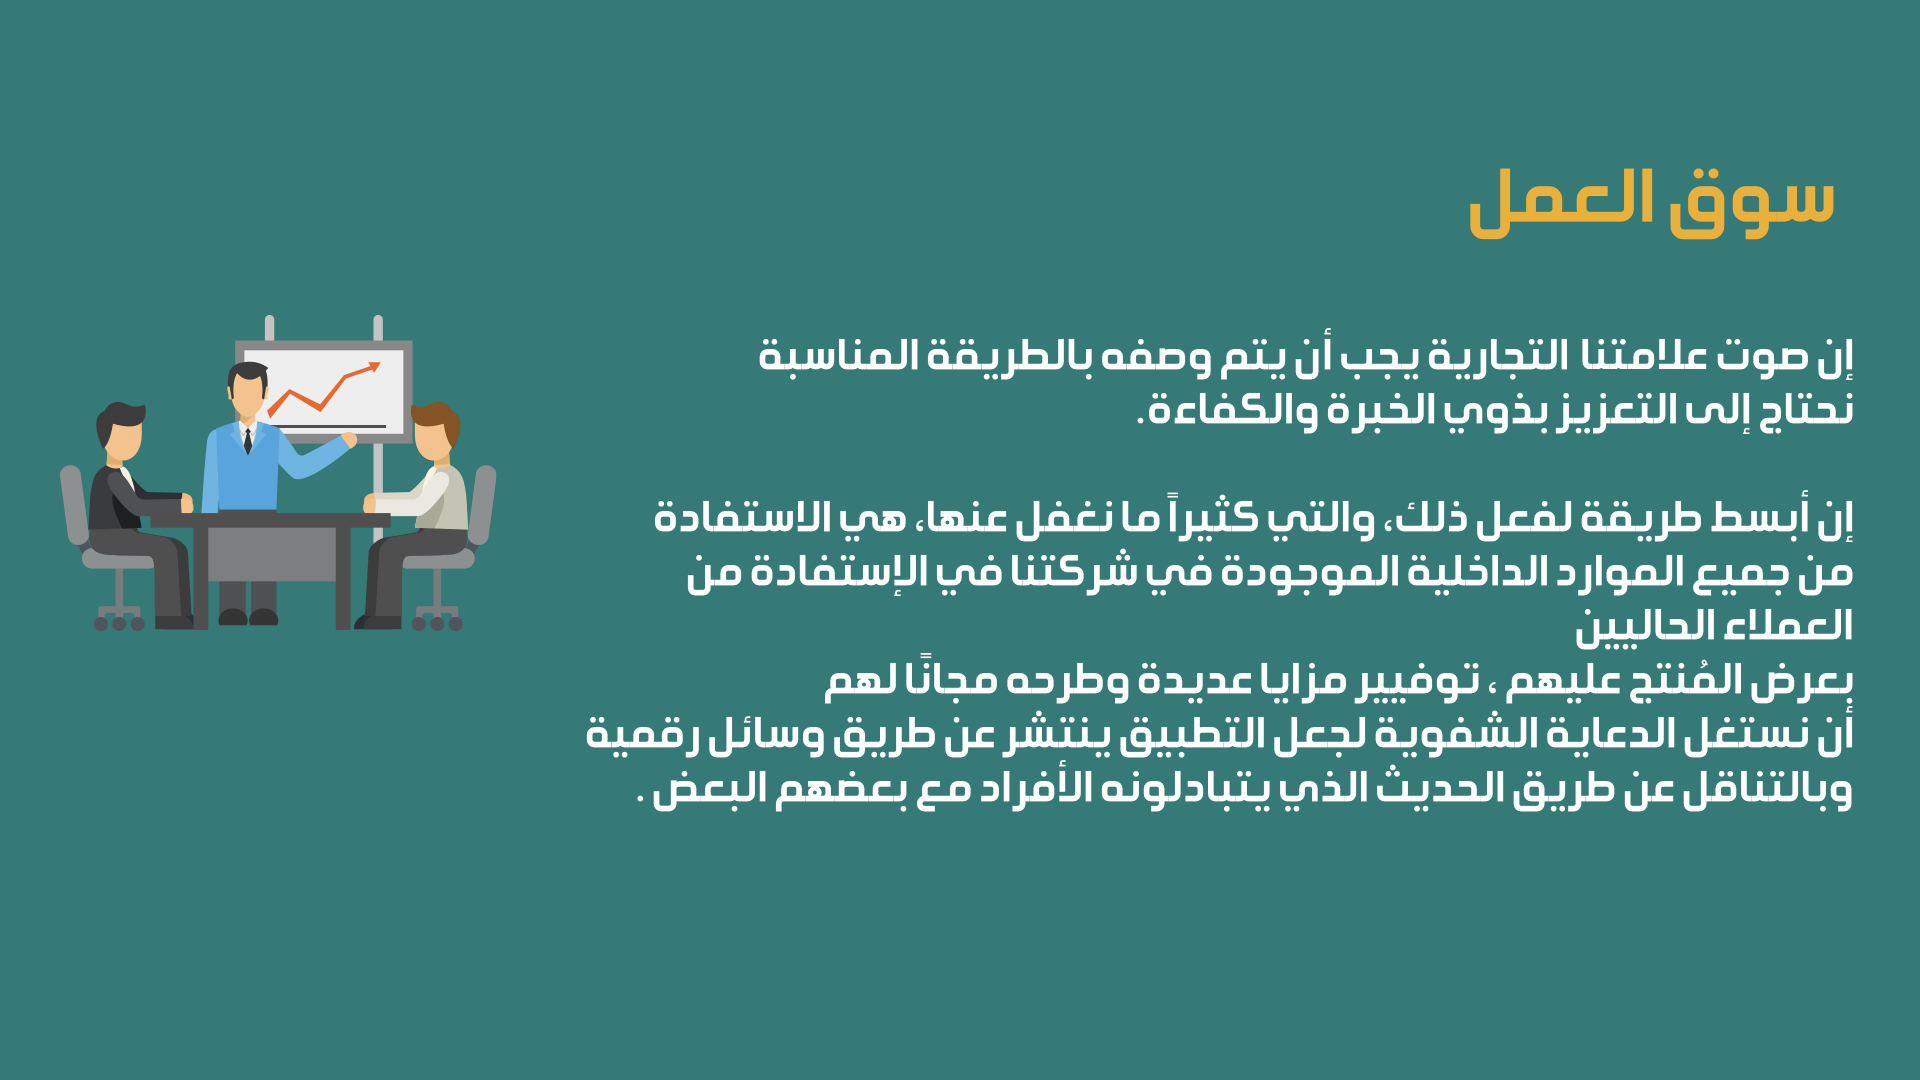 سوق العمل
إن صوت علامتنا التجارية يجب أن يتم وصفه بالطريقة المناسبة
نحتاج إلى التعزيز بذوي الخبرة والكفاءة.
إن أبسط طريقة لفعل ذلك، والتي كثيراً ما نغفل عنها، هي الاستفادة
من جميع الموارد الداخلية الموجودة في شركتنا في الإستفادة من
العملاء الحاليين
بعرض المُنتج عليهم ، توفييير مزايا عديدة وطرحه مجانًا لهم
أن نستغل الدعاية الشفوية لجعل التطبيق ينتشر عن طريق وسائل رقمية
وبالتناقل عن طريق الحديث الذي يتبادلونه الأفراد مع بعضهم البعض .